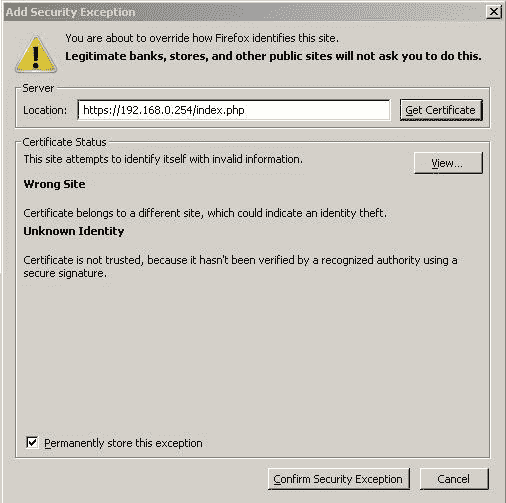 Add Security Exception
You are about to override how Firefox identifies this site.
Legitimate banks, stores, and other public sites will not ask you to do this.
Server
Location: https://192.168.0.254/index.php Get Certificate
Certificate Status
This site attempts to identify itself with invalid information. View...
Wrong Site
Certificate belongs to a different site, which could indicate an identity theft.
Unknown Identity
Certificate is not trusted, because it hasn't been verified by a recognized authority using a
secure signature.
Permanently store this exception
Confirm Security Exception Cancel